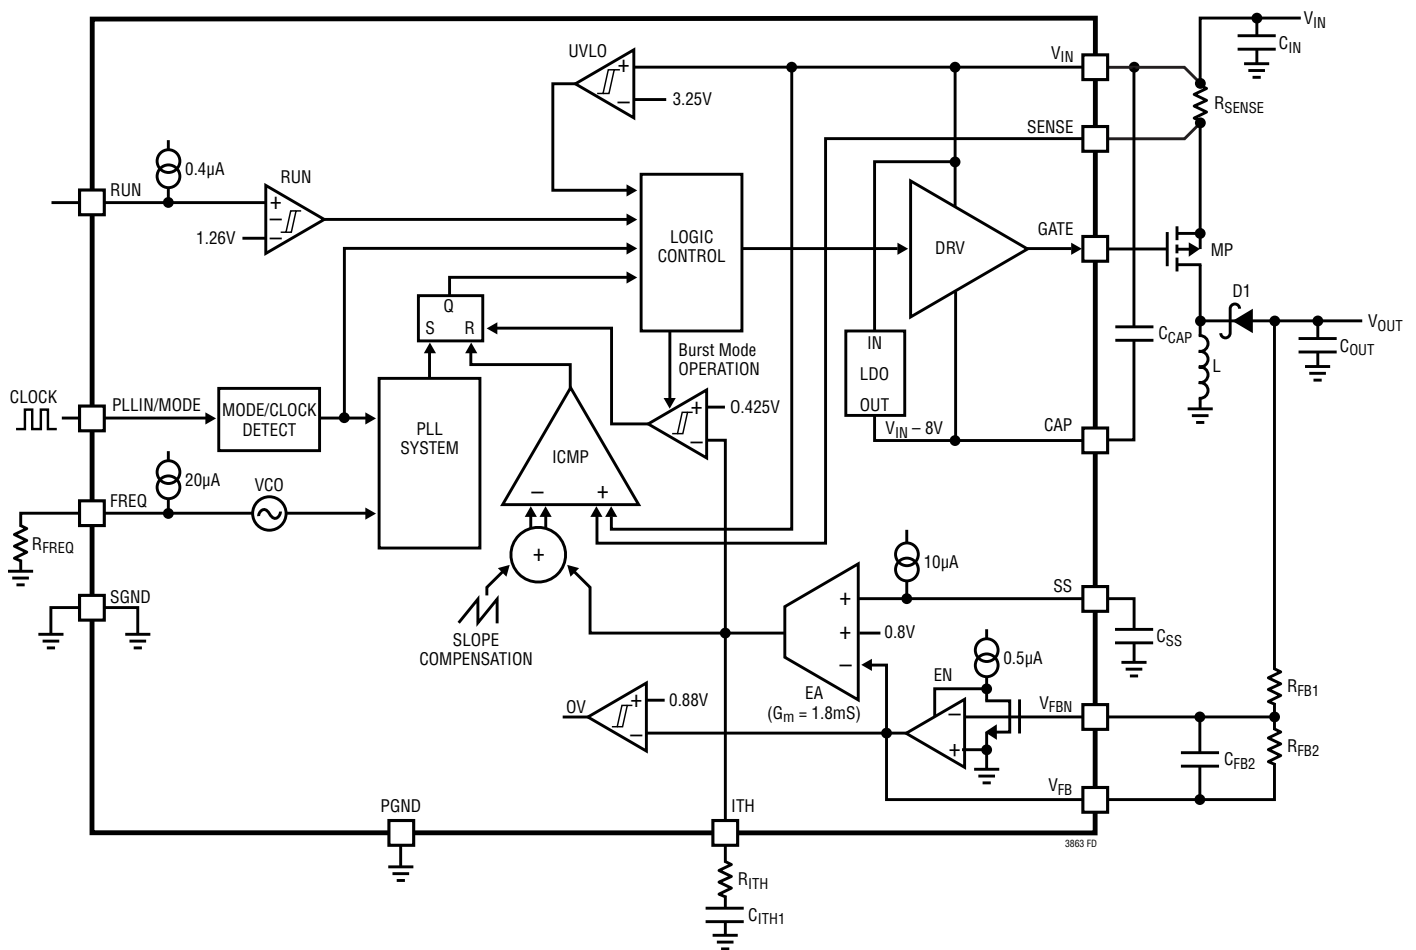 VIN
CIN
UVLO
+
–
3.25V
VIN
RSENSE
SENSE
0.4µA
RUN
RUN
+
–
–
1.26V
LOGIC
CONTROL
DRV
GATE
MP
D1
VOUT
COUT
CCAP
L
Q
S R
Burst Mode
OPERATION
IN
LDO
OUT
VIN – 8V
CAP
CLOCK
PLLIN/MODE
MODE/CLOCK
DETECT
PLL
SYSTEM
ICMP
– +
+
–
0.425V
20µA
FREQ
VCO
RFREQ
+
SGND
SLOPE
COMPENSATION
10µA
SS
CSS
+
+
–
0.8V
EA
(Gm = 1.8mS)
0.5µA
EN
–
+
VFBN
RFB1
RFB2
CFB2
VFB
OV
+
–
0.88V
PGND
ITH
3863 FD
RITH
CITH1